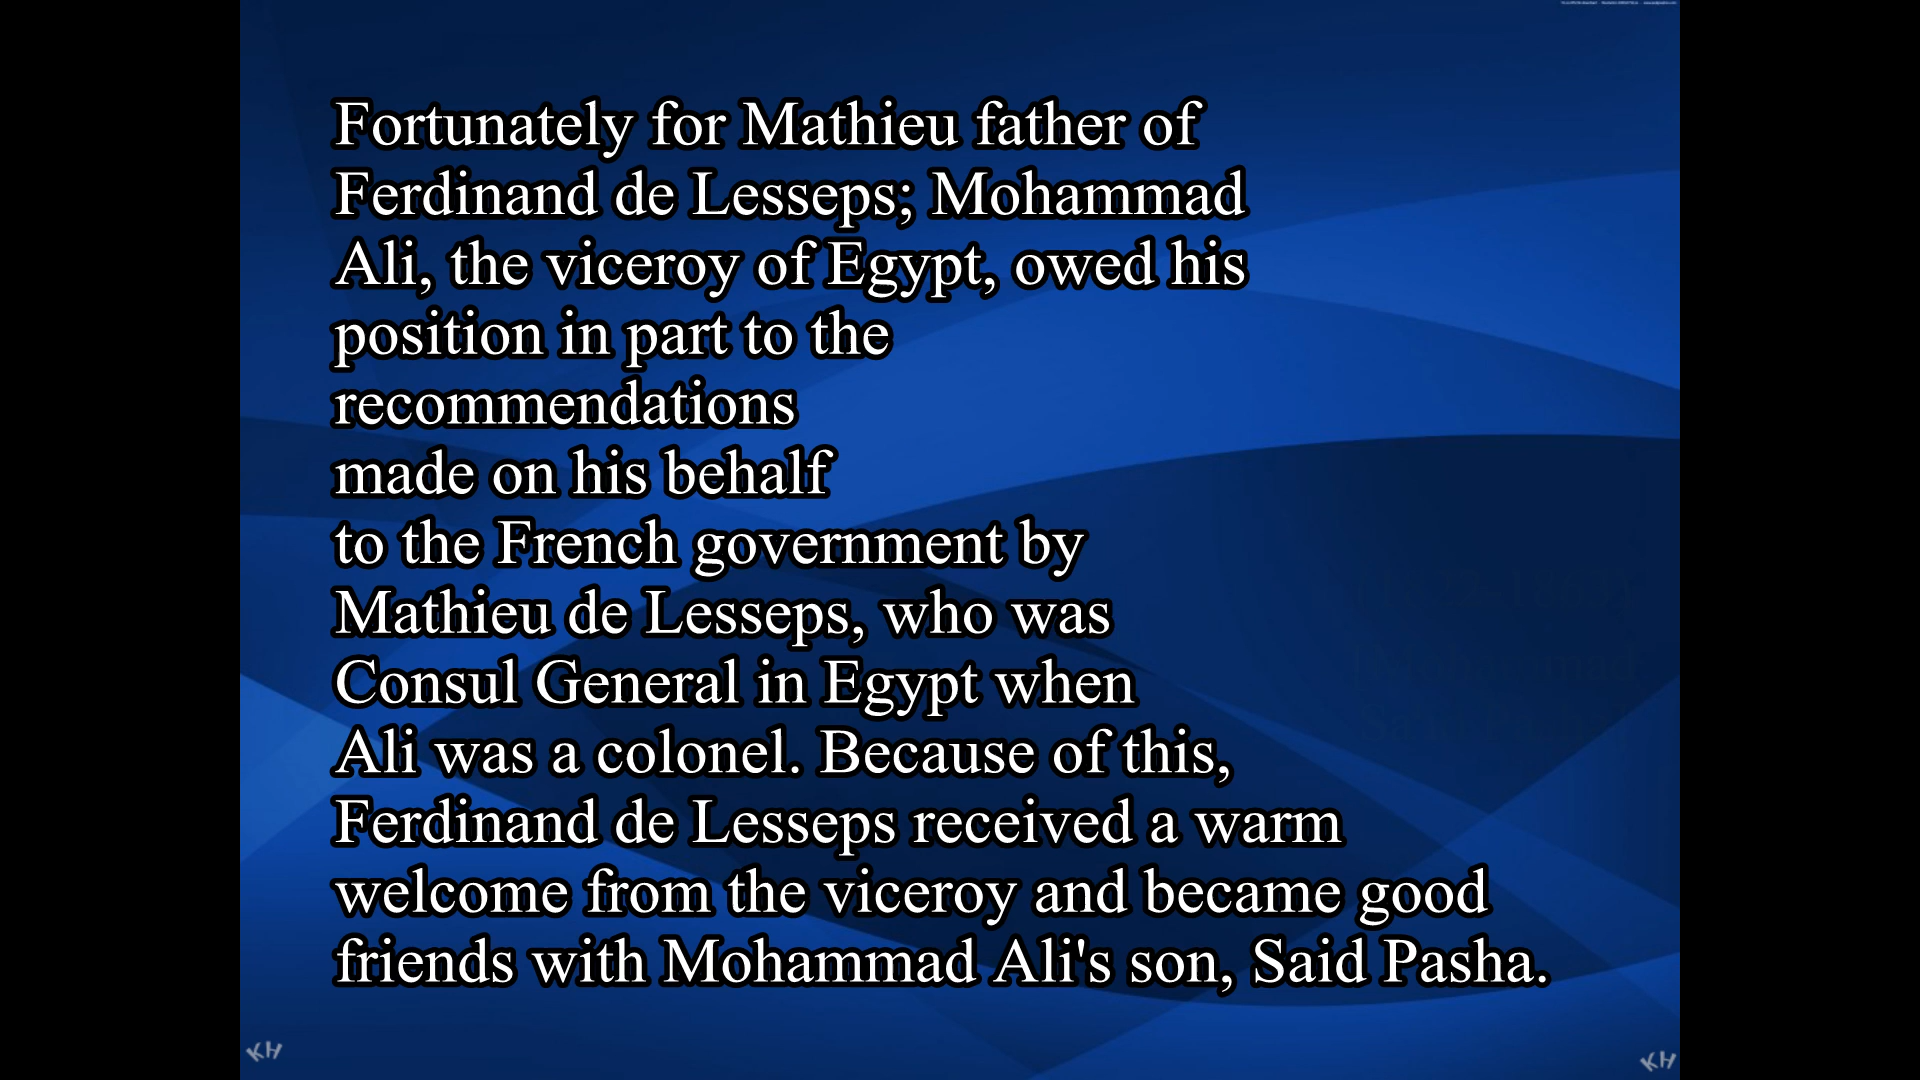 Fortunately for Mathieu father of
Ferdinand de Lesseps; Mohammad
Ali, the viceroy of Egypt, owed his
position in part to the
recommendations
made on his behalf
to the French government by
Mathieu de Lesseps, who was
Consul General in Egypt when
Ali was a colonel. Because of this,
Ferdinand de Lesseps received a warm
welcome from the viceroy and became good
friends with Mohammad Ali's son, Said Pasha.
KH
KH